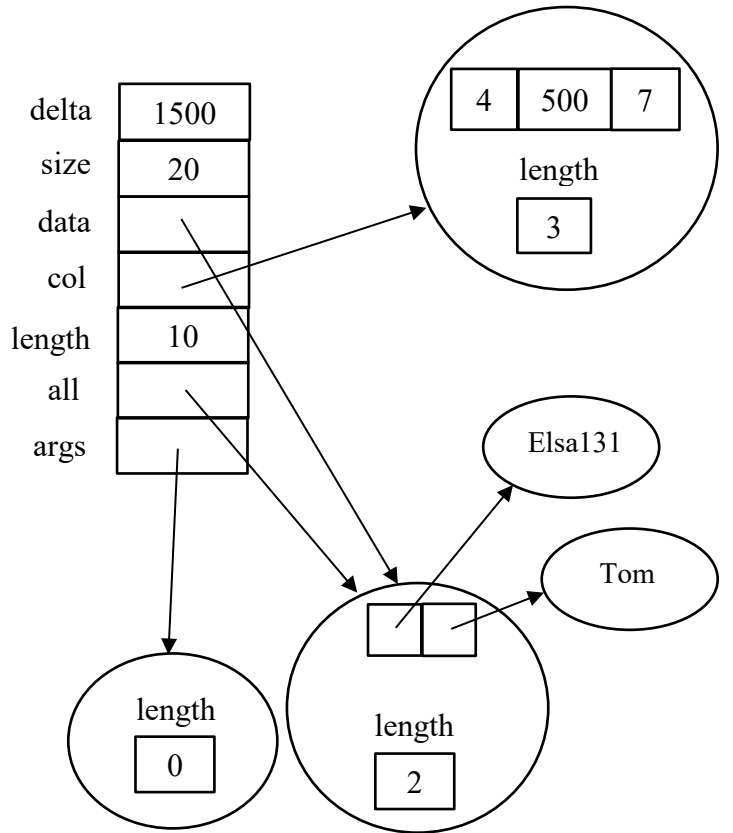 delta 1500
size 20
data
col
length 10
all
args
4 500 7
length
3
Elsa131
Tom
length
0
length
2